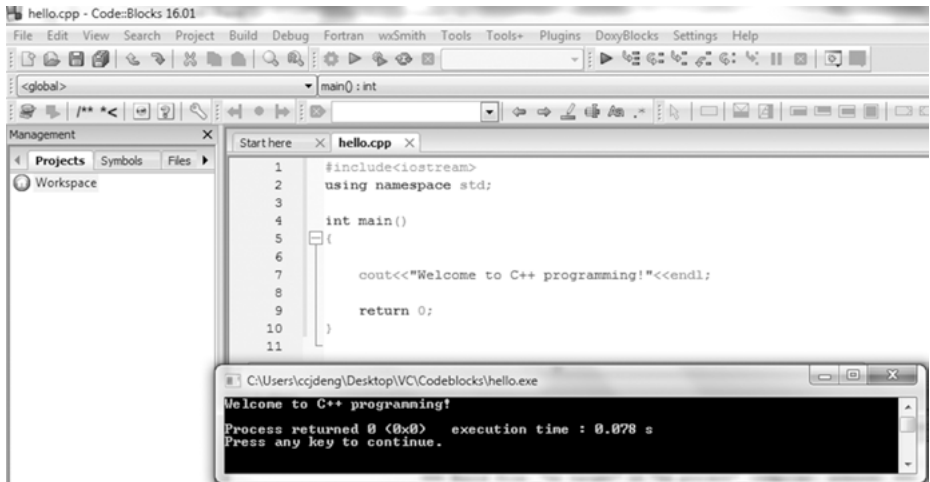 hello.cpp - Code::Blocks 16.01
File Edit View Search Project Build Debug Fortran wxSmith Tools Tools+ Plugins DoxyBlocks Settings Help
<global>
main() : int
/** *<
Management
Projects Symbols Files
Workspace
Start here hello.cpp
1 #include<iostream>
2 using namespace std;
3
4 int main()
5 {
6
7 cout<<"Welcome to C++ programming!"<<endl;
8
9 return 0;
10 }
11
C:\Users\ccjdeng\Desktop\VC\Codeblocks\hello.exe
Welcome to C++ programming!
Process returned 0 (0x0) execution time : 0.078 s
Press any key to continue.